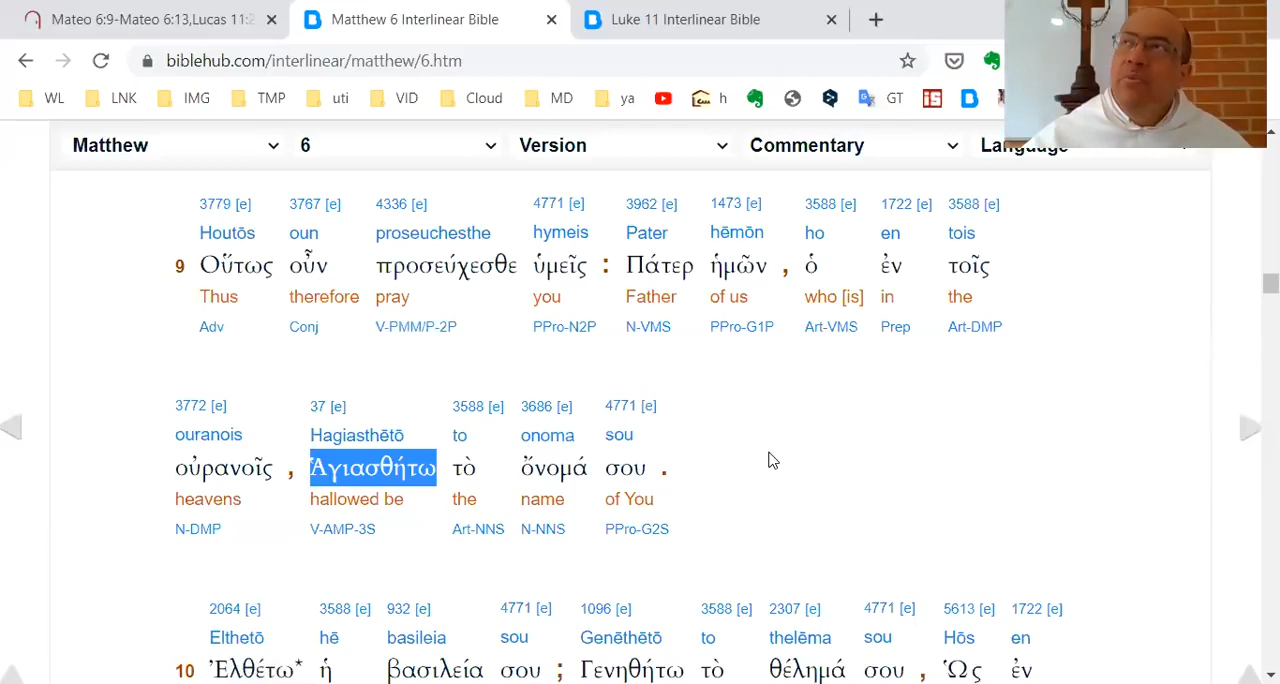 Mateo 6:9-Mateo 6:13,Lucas 11:2
Matthew 6 Interlinear Bible
Luke 11 Interlinear Bible
biblehub.com/interlinear/matthew/6.htm
WL LNK IMG TMP uti VID Cloud MD ya h GT
Matthew 6 Version Commentary Language
3779 [e] 3767 [e] 4336 [e] 4771 [e] 3962 [e] 1473 [e] 3588 [e] 1722 [e] 3588 [e]
Houtōs oun proseuchesthe hymeis Pater hēmōn ho en tois
9 Οὕτως οὖν προσεύχεσθε ὑμεῖς : Πάτερ ἡμῶν , ὁ ἐν τοῖς
Thus therefore pray you Father of us who [is] in the
Adv Conj V-PMM/P-2P PPro-N2P N-VMS PPro-G1P Art-VMS Prep Art-DMP
3772 [e] 37 [e] 3588 [e] 3686 [e] 4771 [e]
ouranois Hagiasthētō to onoma sou
οὐρανοῖς , Ἁγιασθήτω τὸ ὄνομά σου .
heavens hallowed be the name of You
N-DMP V-AMP-3S Art-NNS N-NNS PPro-G2S
2064 [e] 3588 [e] 932 [e] 4771 [e] 1096 [e] 3588 [e] 2307 [e] 4771 [e] 5613 [e] 1722 [e]
Elthetō hē basileia sou Genēthētō to thelēma sou Hōs en
10 Ἐλθέτω* ἡ βασιλεία σου ; Γενηθήτω τὸ θέλημά σου , Ὡς ἐν